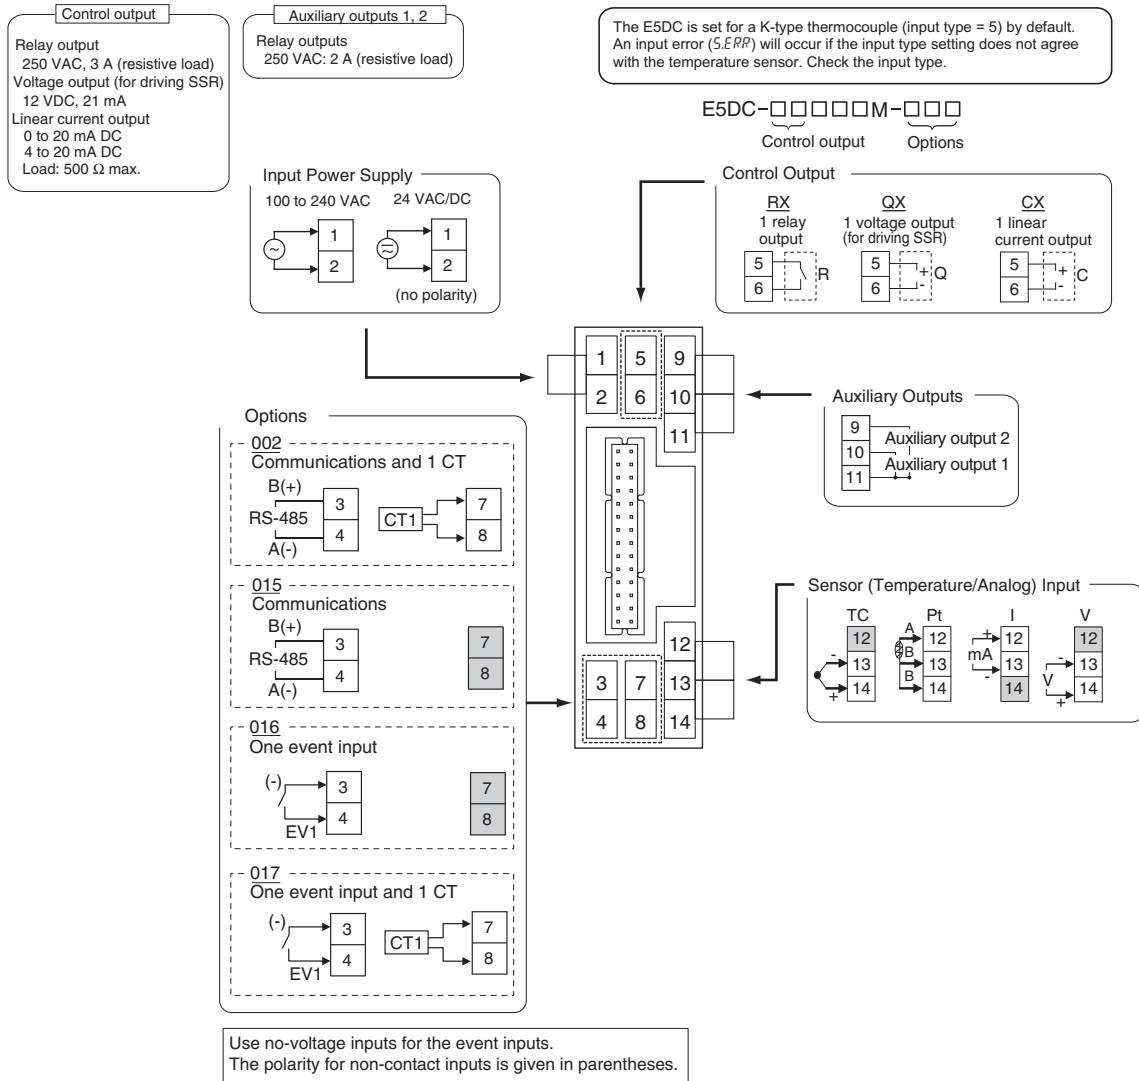 Control output
Relay output
250 VAC, 3 A (resistive load)
Voltage output (for driving SSR)
12 VDC, 21 mA
Linear current output
0 to 20 mA DC
4 to 20 mA DC
Load: 500 Ω max.
Auxiliary outputs 1, 2
Relay outputs
250 VAC: 2 A (resistive load)
The E5DC is set for a K-type thermocouple (input type = 5) by default.
An input error (S.ERR) will occur if the input type setting does not agree
with the temperature sensor. Check the input type.
E5DC-□□□□□M-□□□
Control output Options
Input Power Supply
100 to 240 VAC 24 VAC/DC
1 1
2 2
(no polarity)
Control Output
RX QX CX
1 relay 1 voltage output 1 linear
output (for driving SSR) current output
5 R 5 + Q 5 + C
6 6 - 6 -
1 5 9
2 6 10
11
Auxiliary Outputs
9
Auxiliary output 2
10
Auxiliary output 1
11
Options
002
Communications and 1 CT
B(+)
3 7
RS-485 CT1
4 8
A(-)
015
Communications
B(+)
3 7
RS-485
4 8
A(-)
016
One event input
(-) 3 7
4 8
EV1
017
One event input and 1 CT
(-) 3 7
CT1
4 8
EV1
12
3 7 13
4 8 14
Sensor (Temperature/Analog) Input
TC Pt I V
12 A 12 + 12 12
- 13 B 13 mA 13 - 13
V
+ 14 B 14 - 14 + 14
Use no-voltage inputs for the event inputs.
The polarity for non-contact inputs is given in parentheses.